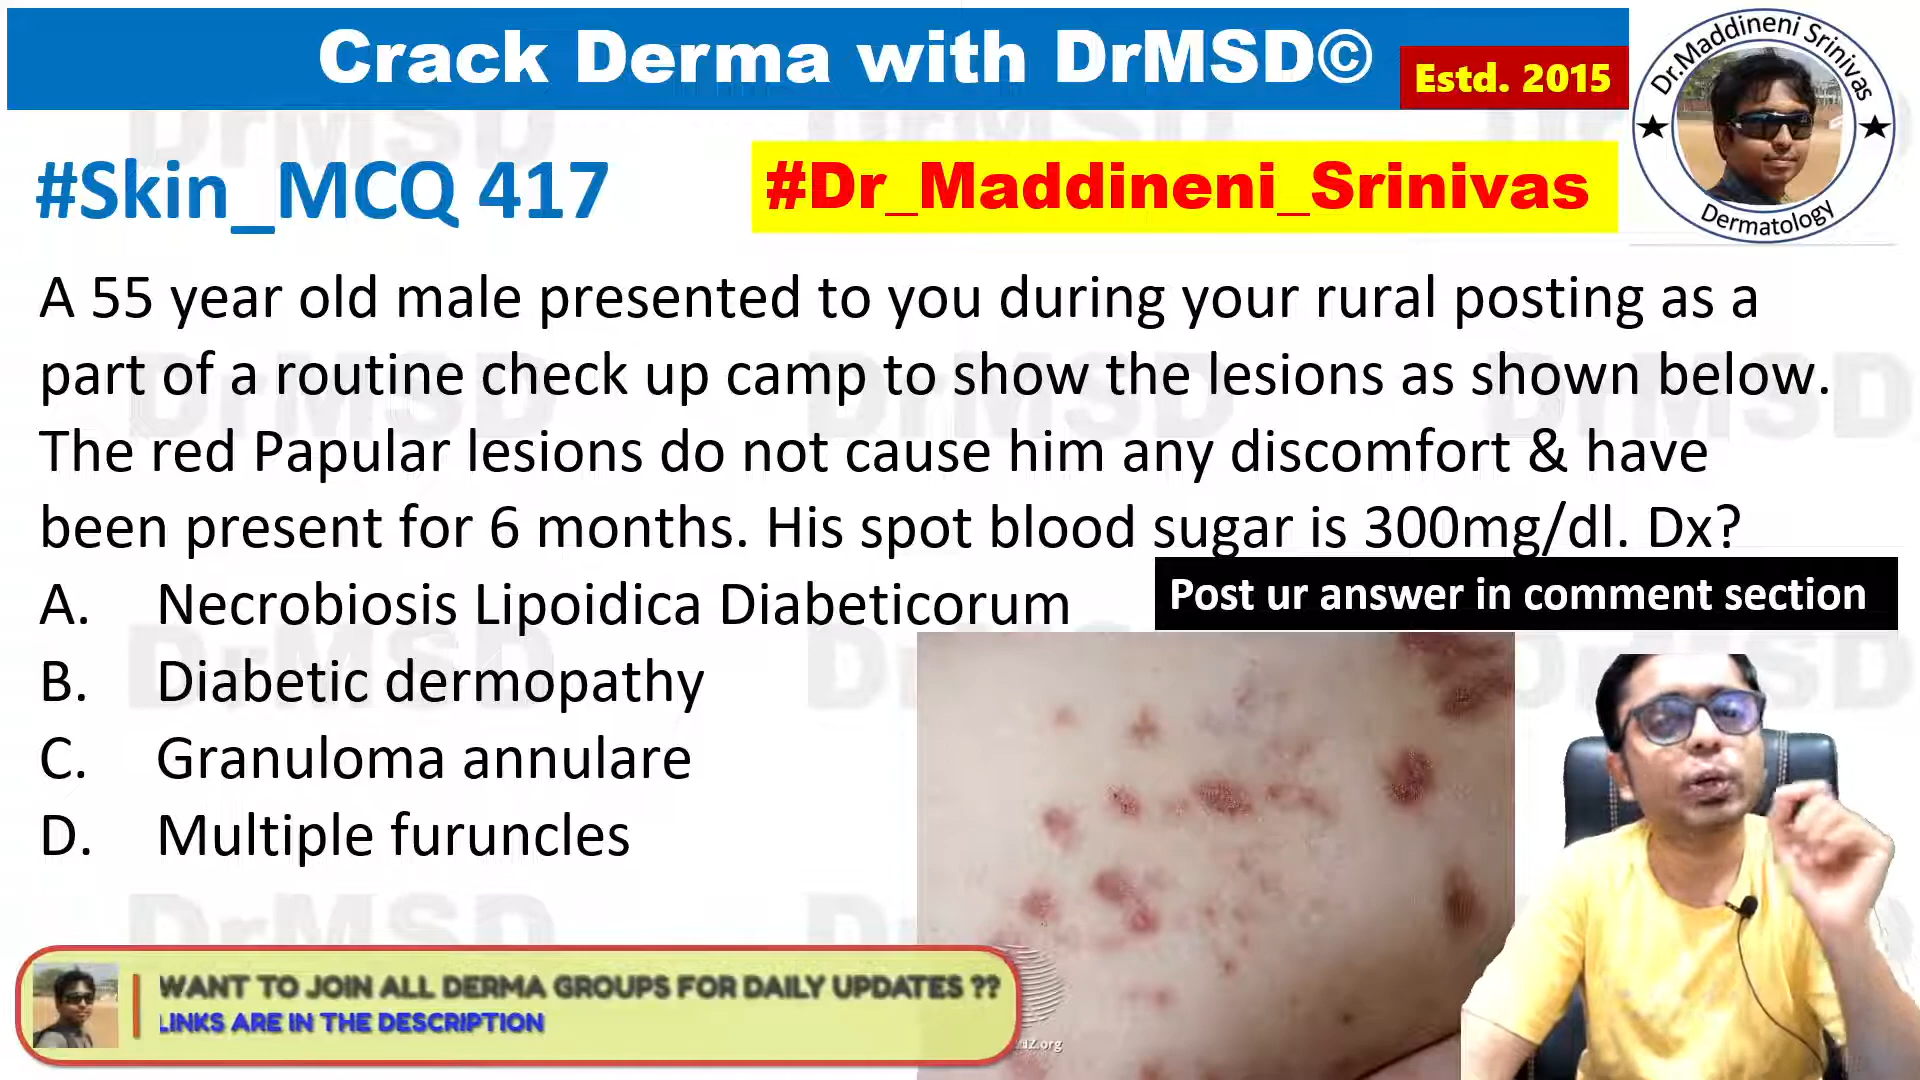 Crack Derma with DrMSD©
Estd. 2015
Dr.Maddineni Srinivas
Dermatology
#Skin_MCQ 417
#Dr_Maddineni_Srinivas
A 55 year old male presented to you during your rural posting as a
part of a routine check up camp to show the lesions as shown below.
The red Papular lesions do not cause him any discomfort & have
been present for 6 months. His spot blood sugar is 300mg/dl. Dx?
A. Necrobiosis Lipoidica Diabeticorum
Post ur answer in comment section
B. Diabetic dermopathy
C. Granuloma annulare
D. Multiple furuncles
WANT TO JOIN ALL DERMA GROUPS FOR DAILY UPDATES ??
LINKS ARE IN THE DESCRIPTION
DrMSD